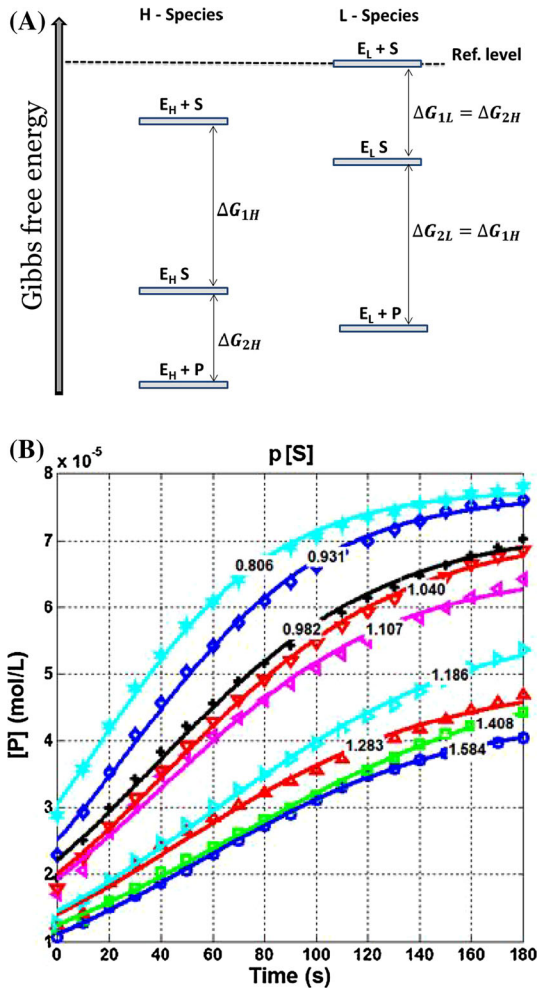 (A)
H - Species
L - Species
E_L + S
Ref. level
E_H + S
ΔG_1L = ΔG_2H
E_L S
ΔG_1H
ΔG_2L = ΔG_1H
E_H S
E_L + P
ΔG_2H
E_H + P
Gibbs free energy
(B)
p [S]
x 10^-5
8
7
6
5
4
3
2
1
[P] (mol/L)
0.806
0.931
0.982
1.040
1.107
1.186
1.283
1.408
1.584
0 20 40 60 80 100 120 140 160 180
Time (s)